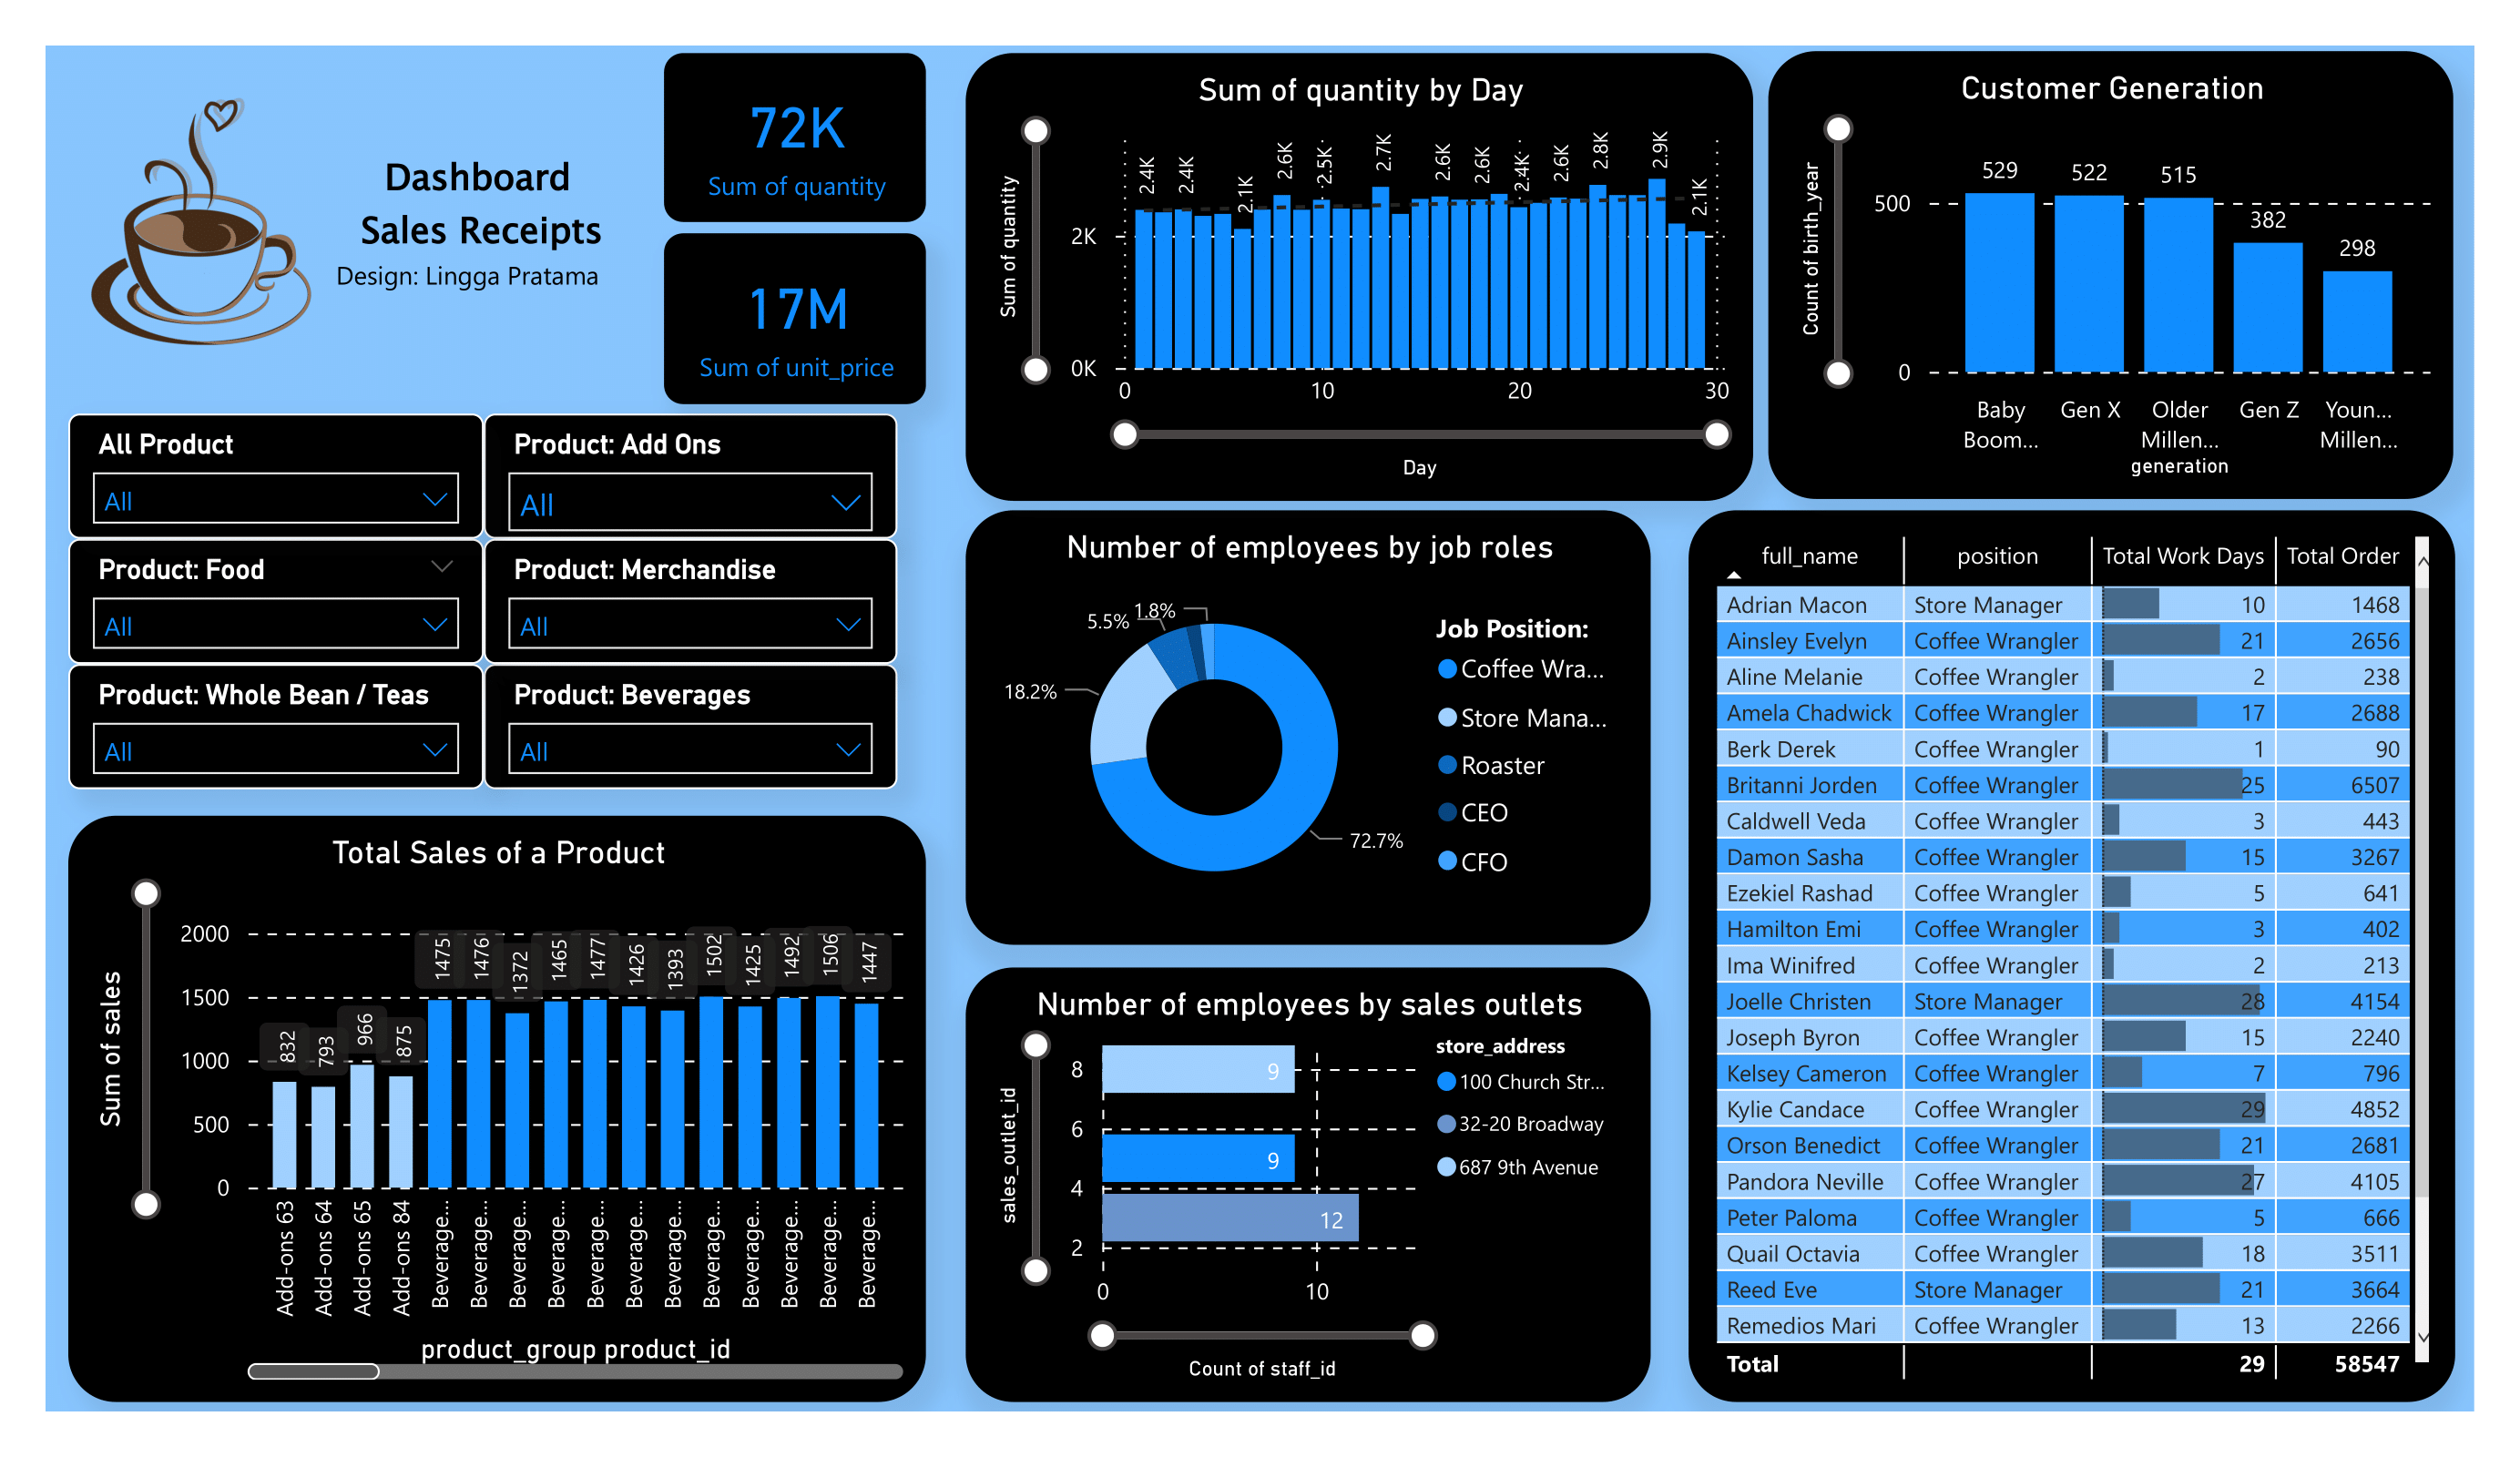 Dashboard
Sales Receipts
Design: Lingga Pratama
72K
Sum of quantity
17M
Sum of unit_price
All Product
All
Product: Add Ons
All
Product: Food
All
Product: Merchandise
All
Product: Whole Bean / Teas
All
Product: Beverages
All
Total Sales of a Product
Sum of sales
2000
1500
1000
500
0
832
793
966
875
1475
1476
1372
1465
1477
1426
1393
1502
1425
1492
1506
1447
Add-ons 63
Add-ons 64
Add-ons 65
Add-ons 84
Beverage...
Beverage...
Beverage...
Beverage...
Beverage...
Beverage...
Beverage...
Beverage...
Beverage...
Beverage...
Beverage...
Beverage...
product_group product_id
Sum of quantity by Day
Sum of quantity
2K
0K
2.4K
2.4K
2.1K
2.6K
2.5K
2.7K
2.6K
2.6K
2.4K
2.6K
2.8K
2.9K
2.1K
0 10 20 30
Day
Customer Generation
Count of birth_year
500
0
529
522
515
382
298
Baby Boom...
Gen X
Older Millen...
Gen Z
Youn... Millen...
generation
Number of employees by job roles
1.8%
5.5%
18.2%
72.7%
Job Position:
Coffee Wra...
Store Mana...
Roaster
CEO
CFO
Number of employees by sales outlets
sales_outlet_id
8
6
4
2
9
9
12
0 10
Count of staff_id
store_address
100 Church Str...
32-20 Broadway
687 9th Avenue
full_name position Total Work Days Total Order
Adrian Macon Store Manager 10 1468
Ainsley Evelyn Coffee Wrangler 21 2656
Aline Melanie Coffee Wrangler 2 238
Amela Chadwick Coffee Wrangler 17 2688
Berk Derek Coffee Wrangler 1 90
Britanni Jorden Coffee Wrangler 25 6507
Caldwell Veda Coffee Wrangler 3 443
Damon Sasha Coffee Wrangler 15 3267
Ezekiel Rashad Coffee Wrangler 5 641
Hamilton Emi Coffee Wrangler 3 402
Ima Winifred Coffee Wrangler 2 213
Joelle Christen Store Manager 28 4154
Joseph Byron Coffee Wrangler 15 2240
Kelsey Cameron Coffee Wrangler 7 796
Kylie Candace Coffee Wrangler 29 4852
Orson Benedict Coffee Wrangler 21 2681
Pandora Neville Coffee Wrangler 27 4105
Peter Paloma Coffee Wrangler 5 666
Quail Octavia Coffee Wrangler 18 3511
Reed Eve Store Manager 21 3664
Remedios Mari Coffee Wrangler 13 2266
Total 29 58547